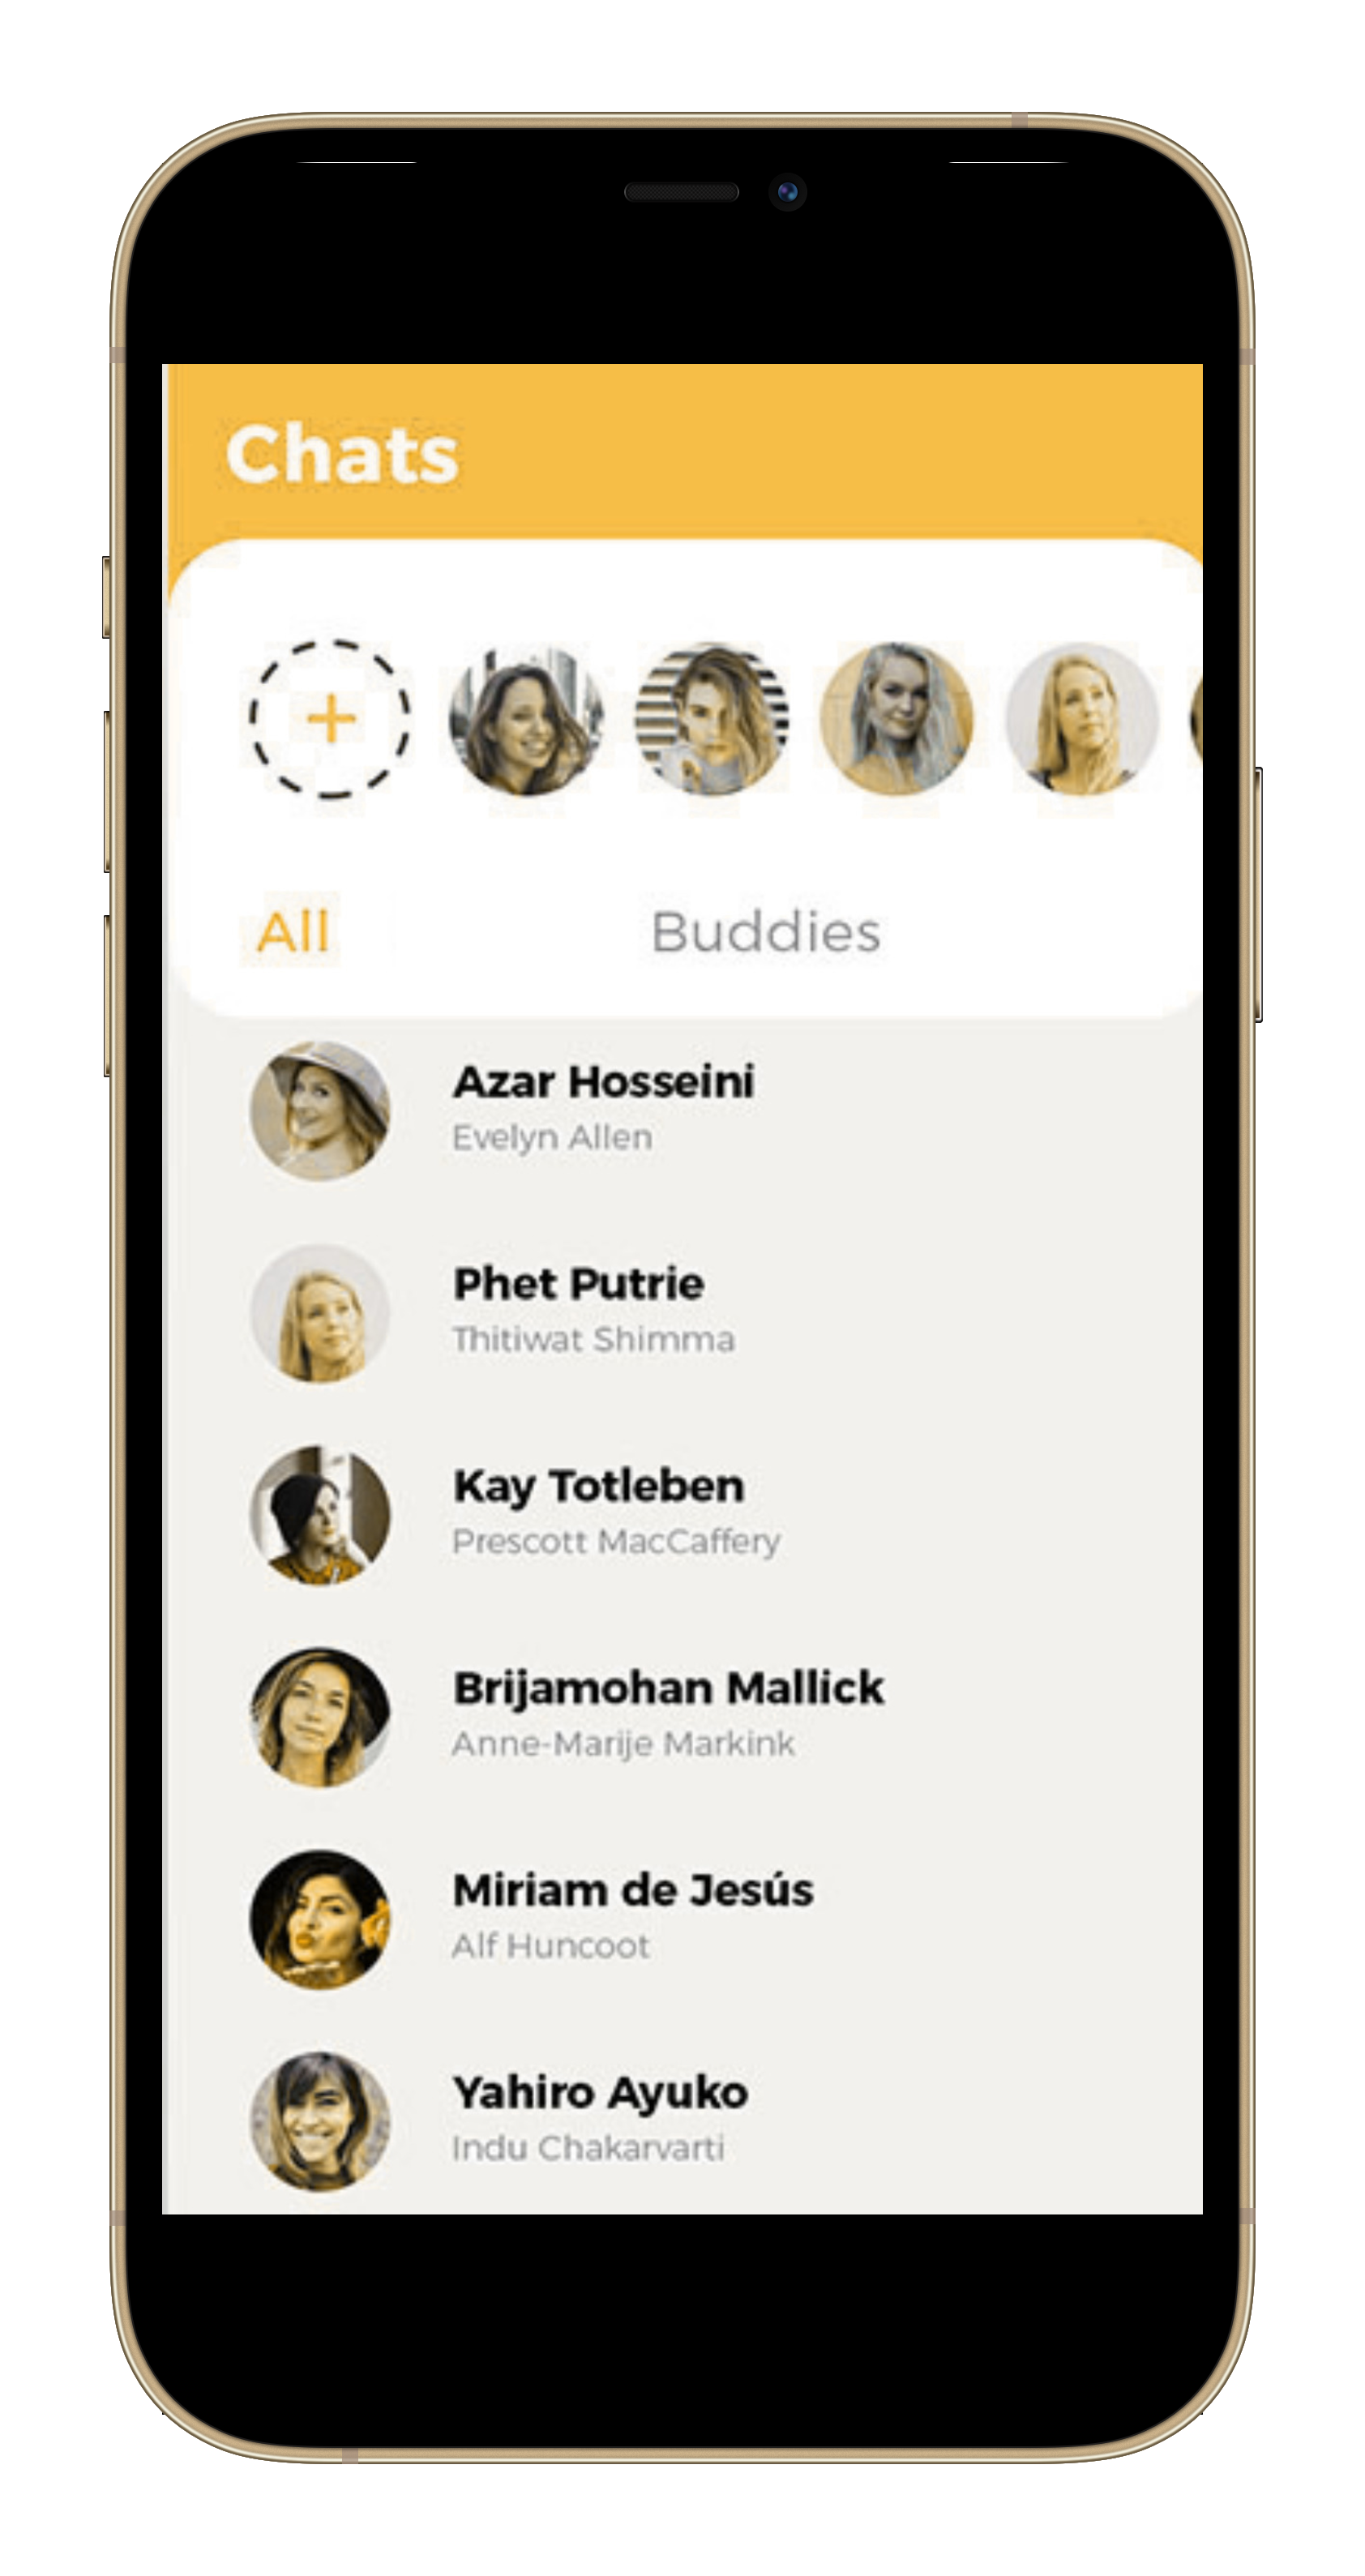 Chats
+
All
Buddies
Azar Hosseini
Evelyn Allen
Phet Putrie
Thitiwat Shimma
Kay Totleben
Prescott MacCaffery
Brijamohan Mallick
Anne-Marije Markink
Miriam de Jesús
Alf Huncoot
Yahiro Ayuko
Indu Chakarvarti